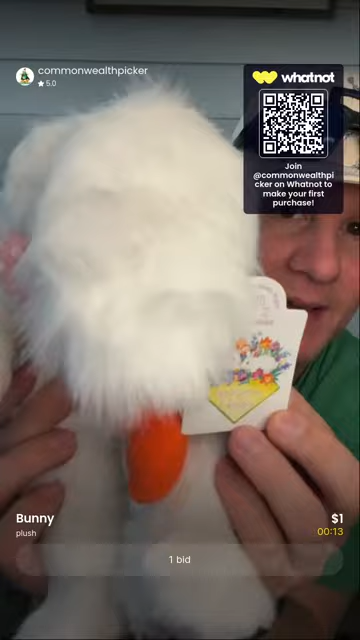 commonwealthpicker
★ 5.0
whatnot
Join
@commonwealthpi
cker on Whatnot to
make your first
purchase!
Bunny
$1
plush
00:13
1 bid